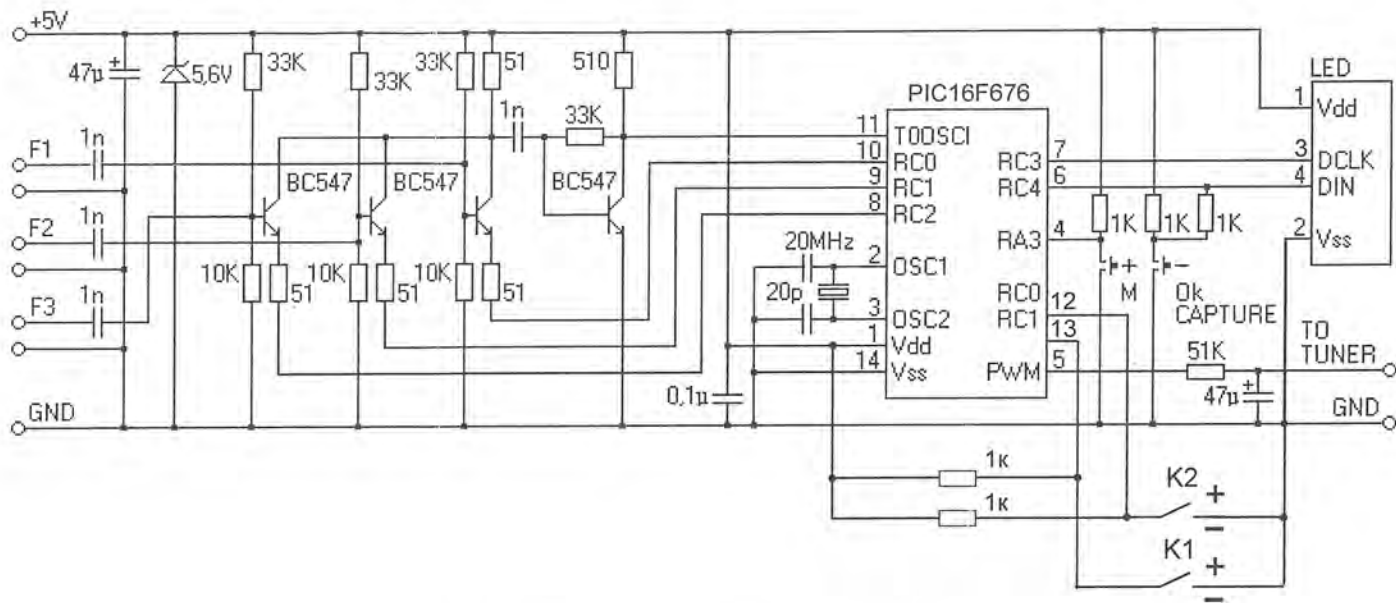 +5V
47µ
+
5,6V
33K
33K
33K
51
510
1n
33K
F1
1n
BC547
BC547
BC547
F2
1n
F3
1n
10K
51
10K
51
10K
51
GND
0,1µ
20MHz
20p
PIC16F676
11
T0OSCI
10
RC0
9
RC1
8
RC2
2
OSC1
3
OSC2
1
Vdd
14
Vss
RC3
7
RC4
6
RA3
4
RC0
12
RC1
13
PWM
5
1K
1K
1K
+
M
−
Ok
CAPTURE
LED
1
Vdd
3
DCLK
4
DIN
2
Vss
51K
47µ
+
TO
TUNER
GND
1к
1к
K2
+
−
K1
+
−